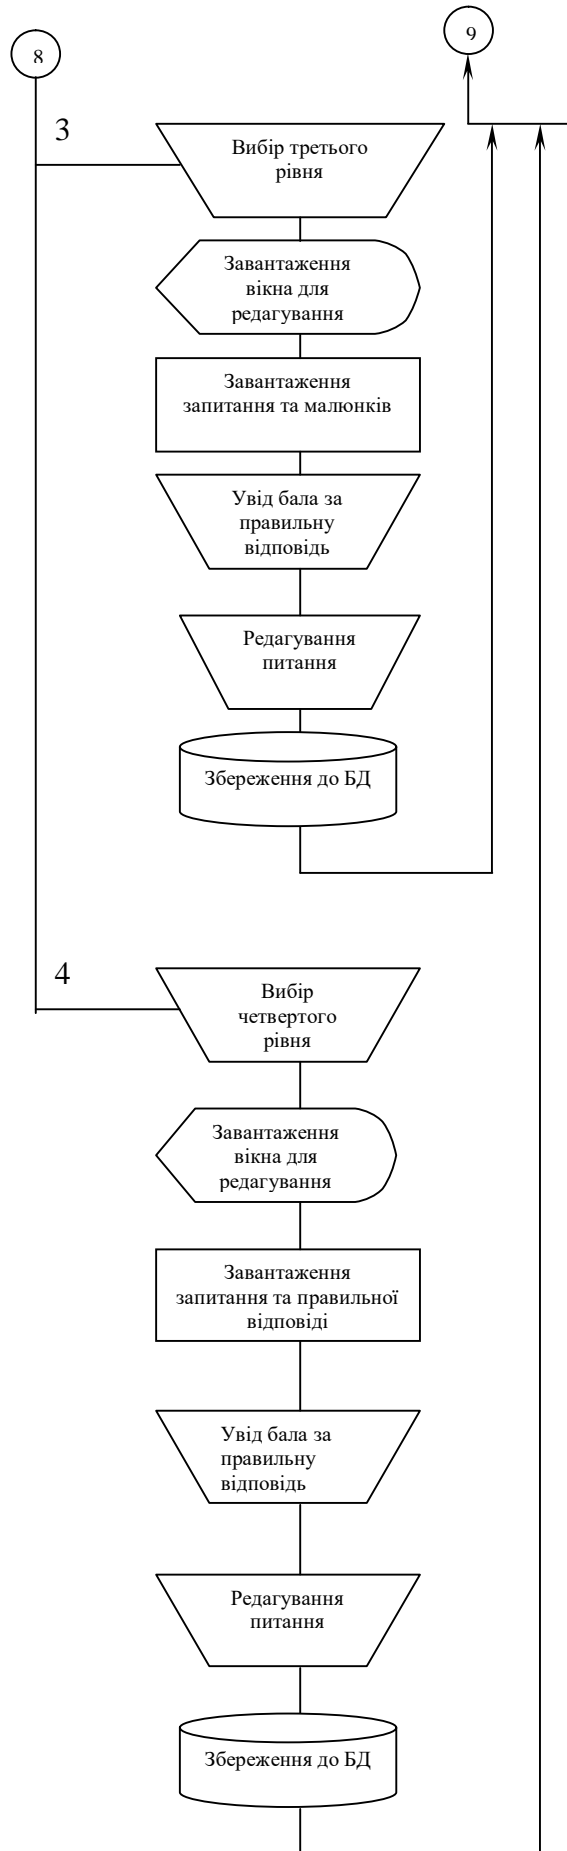 8
9
3
Вибір третього
рівня
Завантаження
вікна для
редагування
Завантаження
запитання та малюнків
Увід бала за
правильну
відповідь
Редагування
питання
Збереження до БД
4
Вибір
четвертого
рівня
Завантаження
вікна для
редагування
Завантаження
запитання та правильної
відповіді
Увід бала за
правильну
відповідь
Редагування
питання
Збереження до БД